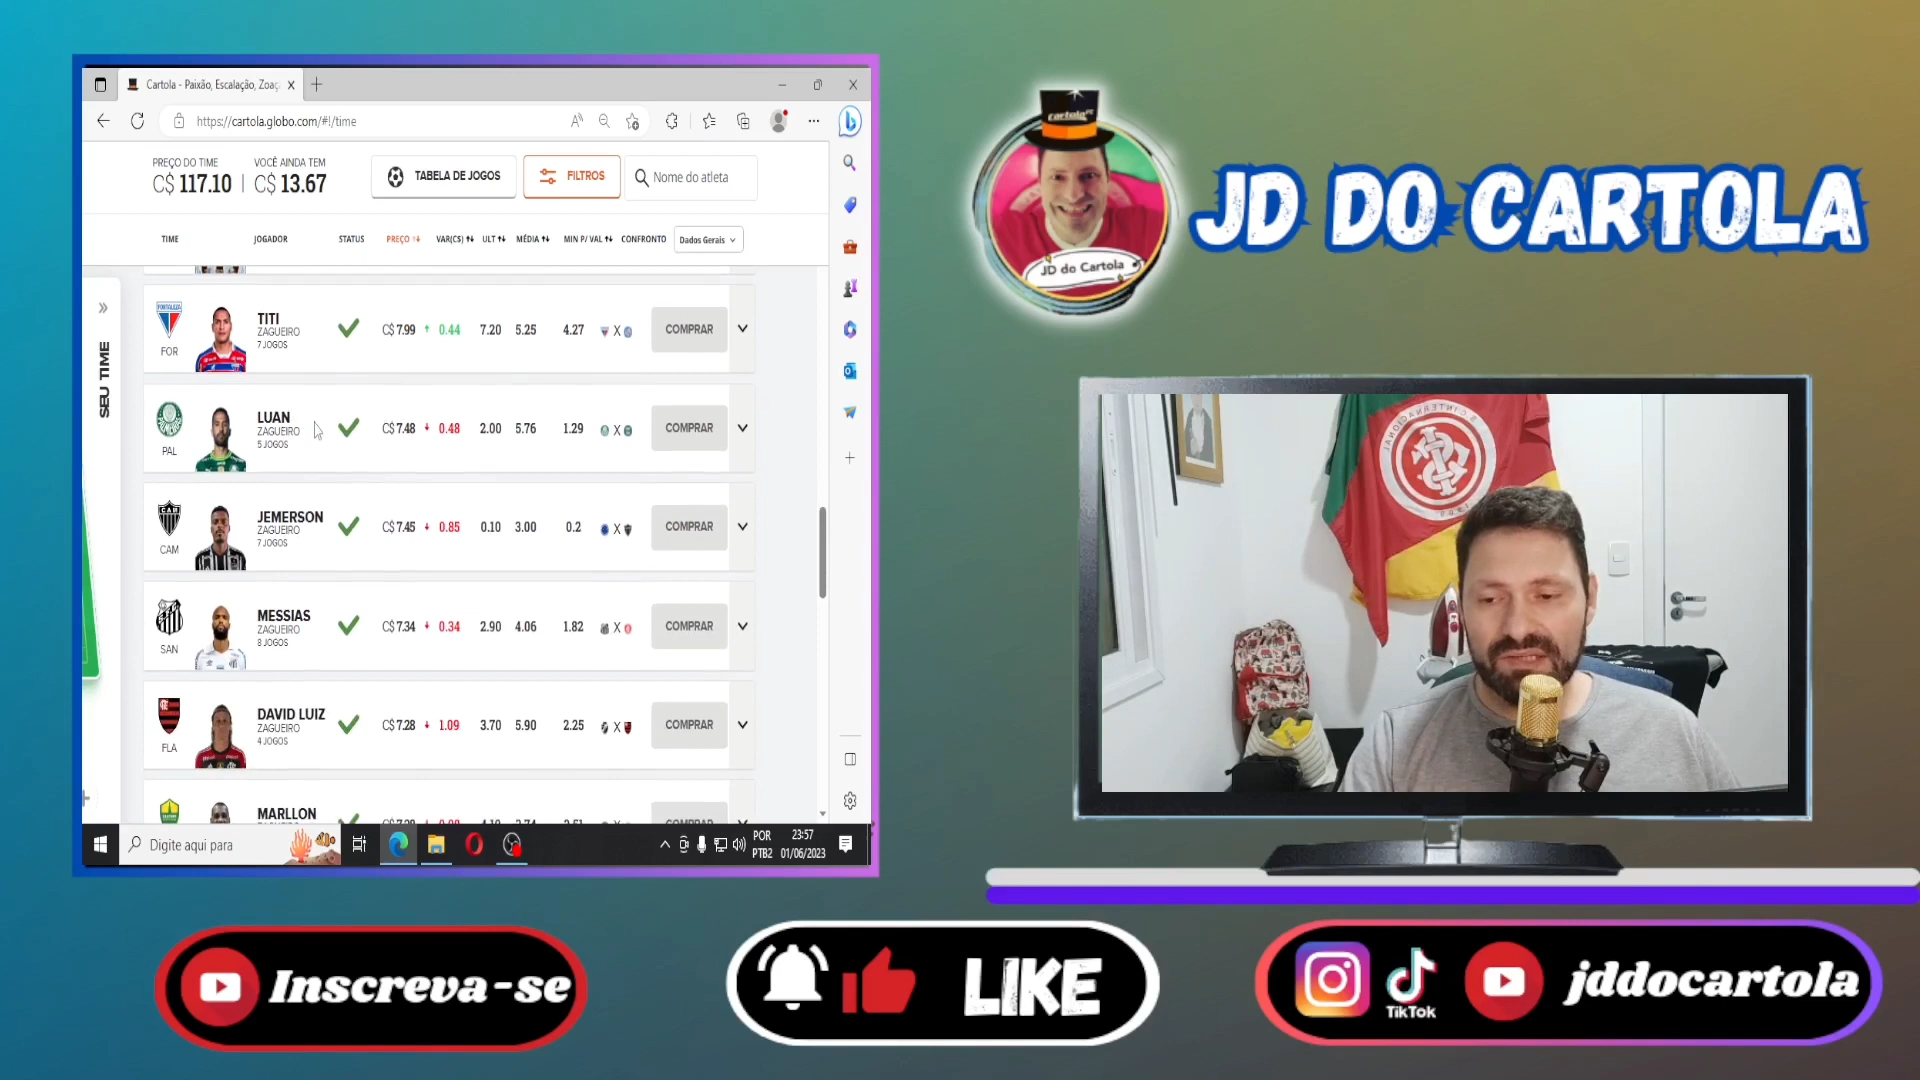 Cartola - Paixão, Escalação, Zoaç
https://cartola.globo.com/#!/time
PREÇO DO TIME
C$ 117.10
VOCÊ AINDA TEM
C$ 13.67
TABELA DE JOGOS
FILTROS
Nome do atleta
TIME JOGADOR STATUS PREÇO VAR(C$) ULT MÉDIA MIN P/ VAL CONFRONTO Dados Gerais
SEU TIME
FORTALEZA
FOR
TITI
ZAGUEIRO
7 JOGOS
C$ 7.99 0.44 7.20 5.25 4.27 X COMPRAR
PAL
LUAN
ZAGUEIRO
5 JOGOS
C$ 7.48 0.48 2.00 5.76 1.29 X COMPRAR
CAM
JEMERSON
ZAGUEIRO
7 JOGOS
C$ 7.45 0.85 0.10 3.00 0.2 X COMPRAR
SAN
MESSIAS
ZAGUEIRO
8 JOGOS
C$ 7.34 0.34 2.90 4.06 1.82 X COMPRAR
FLA
DAVID LUIZ
ZAGUEIRO
4 JOGOS
C$ 7.28 1.09 3.70 5.90 2.25 X COMPRAR
MARLLON
Digite aqui para
POR
PTB2
23:57
01/06/2023
Cartola FC
JD do Cartola
JD DO CARTOLA
Inscreva-se
LIKE
TikTok
jddocartola